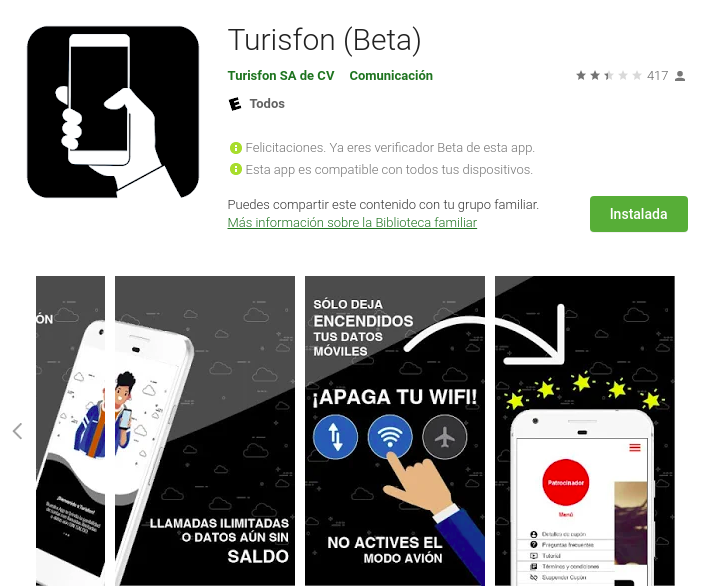 Turisfon (Beta)
Turisfon SA de CV Comunicación
417
E Todos
Felicitaciones. Ya eres verificador Beta de esta app.
Esta app es compatible con todos tus dispositivos.
Puedes compartir este contenido con tu grupo familiar.
Más información sobre la Biblioteca familiar
Instalada
ÓN
¡Bienvenido a Turisfon!
LLAMADAS ILIMITADAS
O DATOS AÚN SIN
SALDO
SÓLO DEJA
ENCENDIDOS
TUS DATOS
MÓVILES
¡APAGA TU WIFI!
NO ACTIVES EL
MODO AVIÓN
Patrocinador
Menú
Detalles de cupón
Preguntas frecuentes
Tutorial
Términos y condiciones
Suspender Cupón